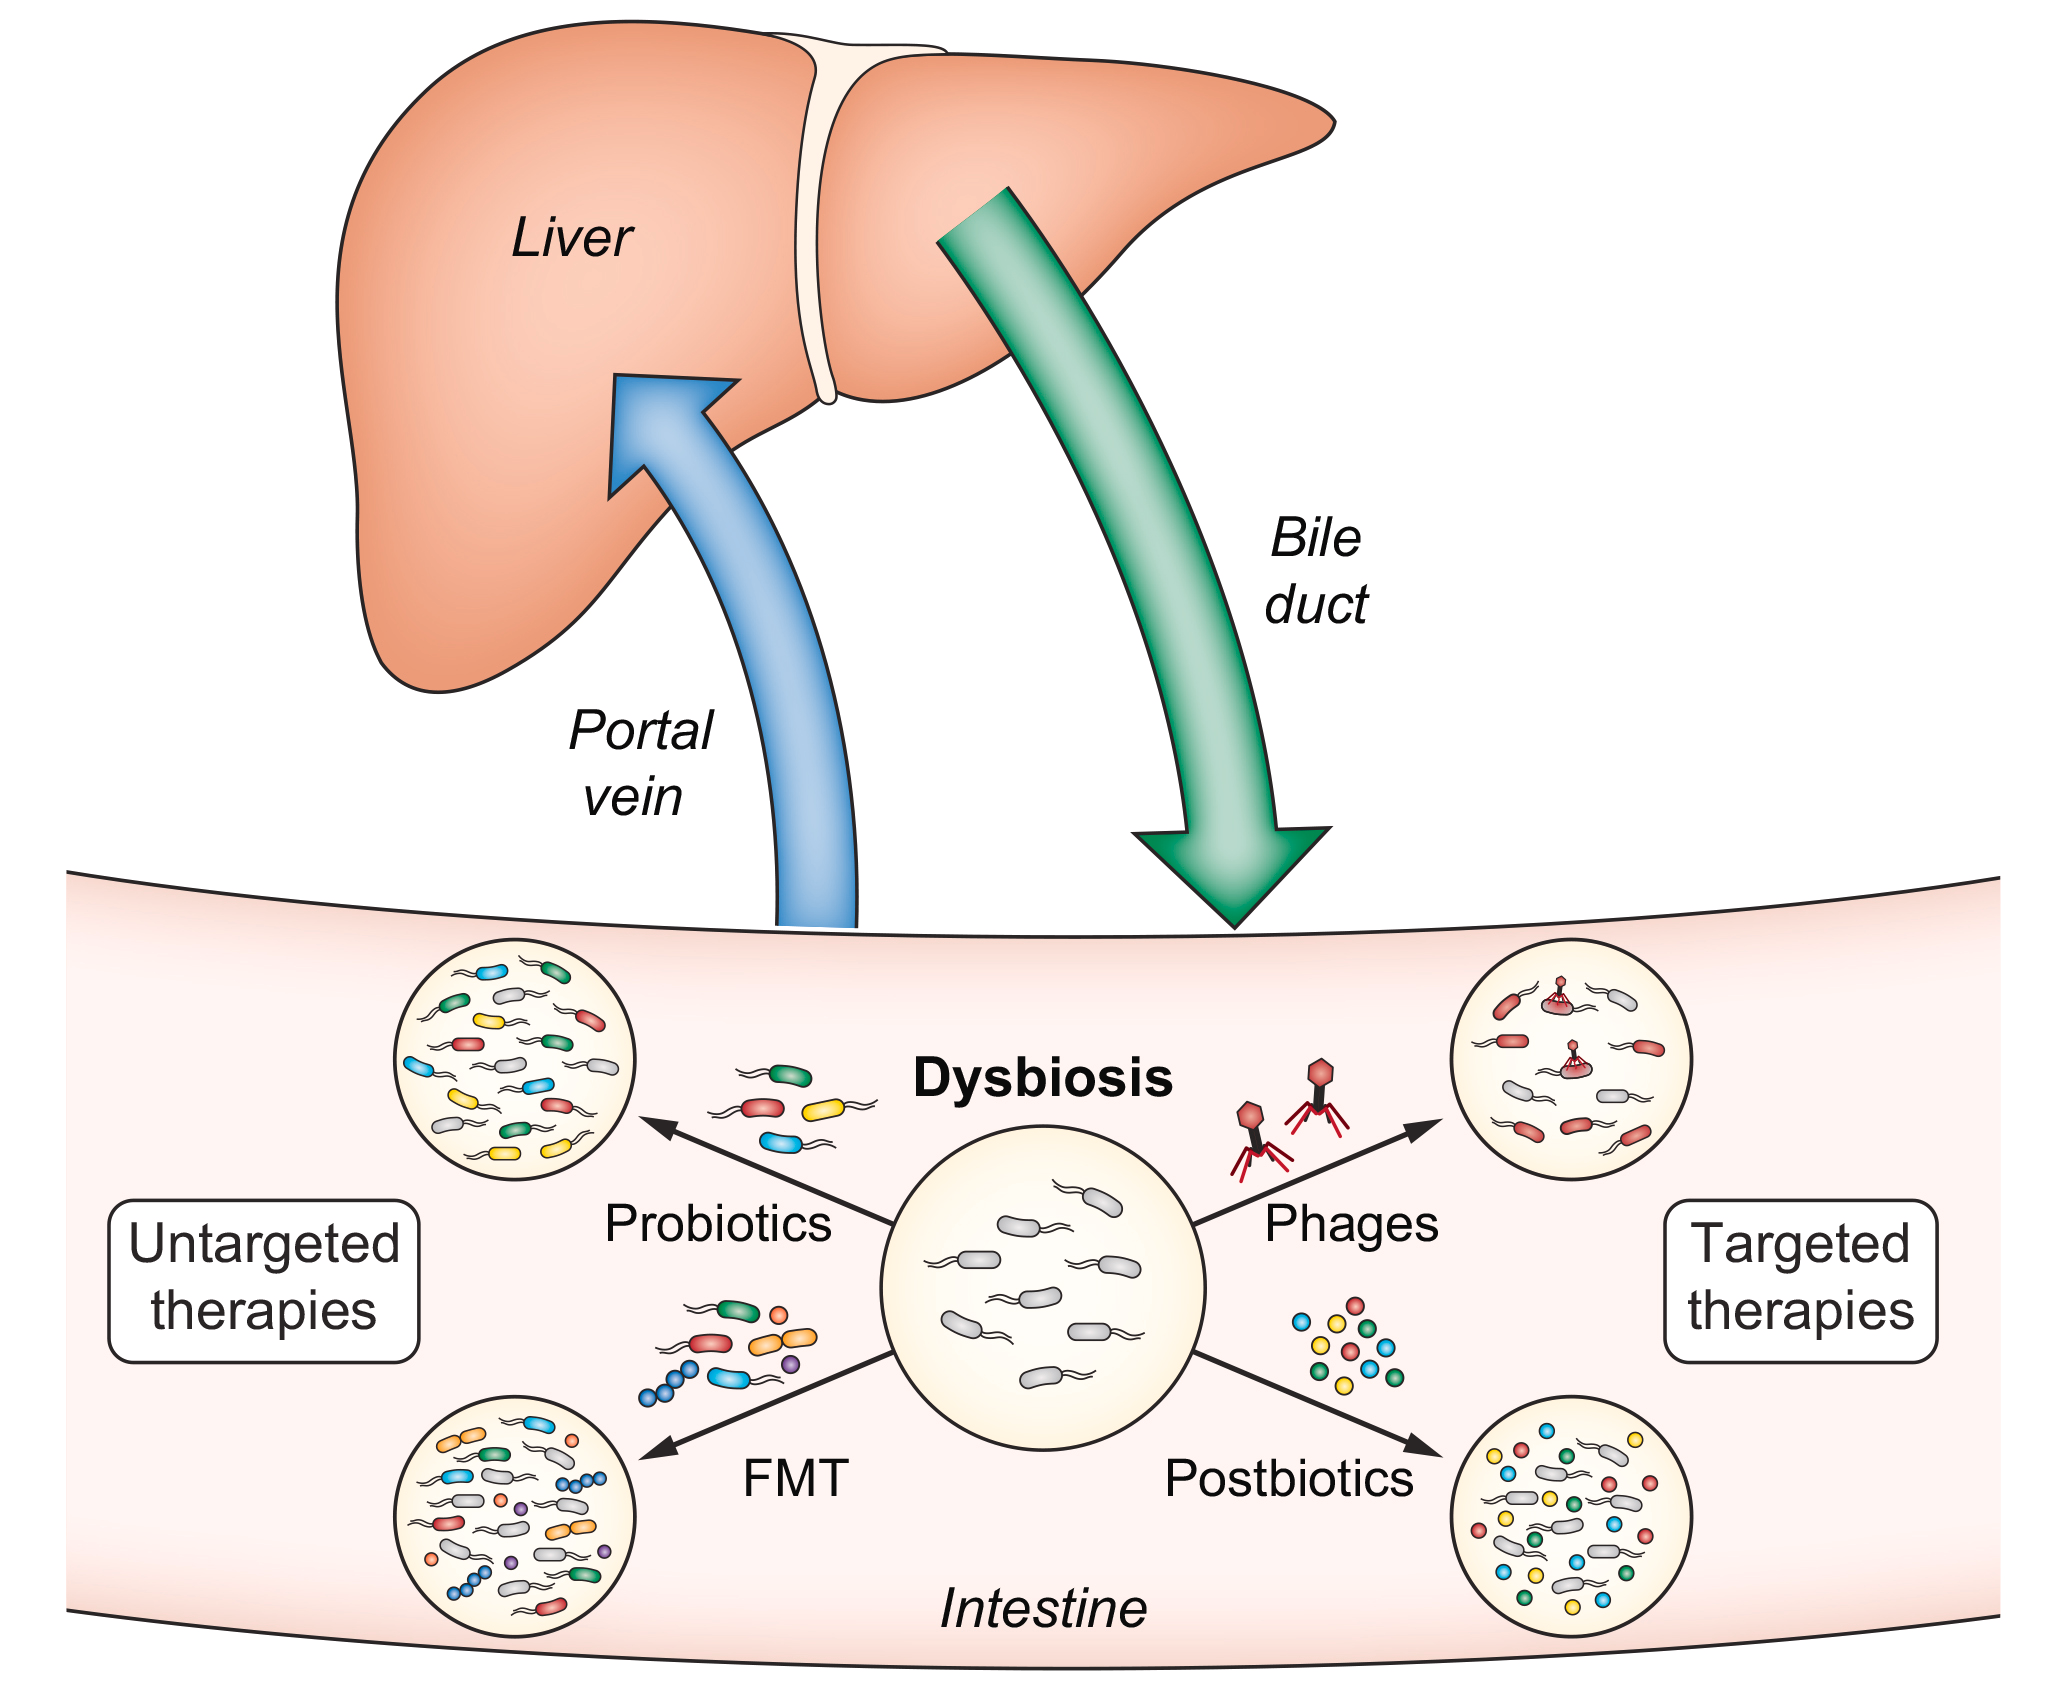 Liver
Bile
duct
Portal
vein
Dysbiosis
Probiotics
Phages
Untargeted
therapies
Targeted
therapies
FMT
Postbiotics
Intestine